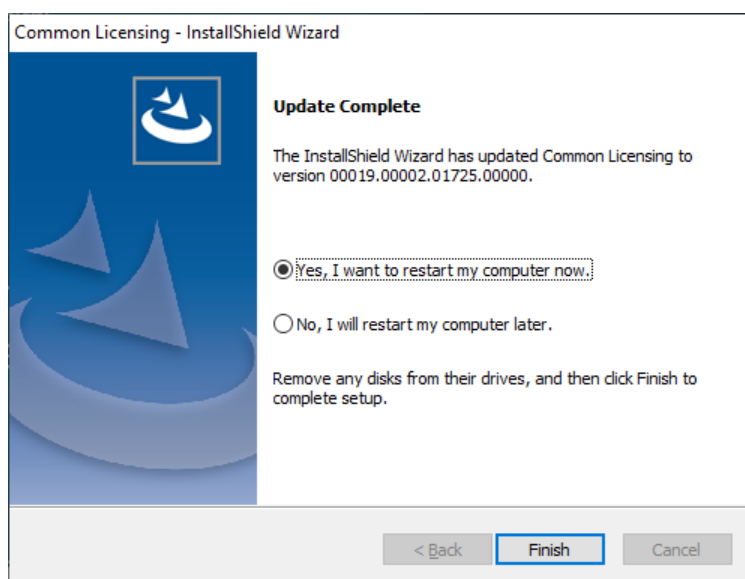 Common Licensing - InstallShield Wizard
Update Complete
The InstallShield Wizard has updated Common Licensing to
version 00019.00002.01725.00000.
Yes, I want to restart my computer now.
No, I will restart my computer later.
Remove any disks from their drives, and then click Finish to
complete setup.
< Back
Finish
Cancel